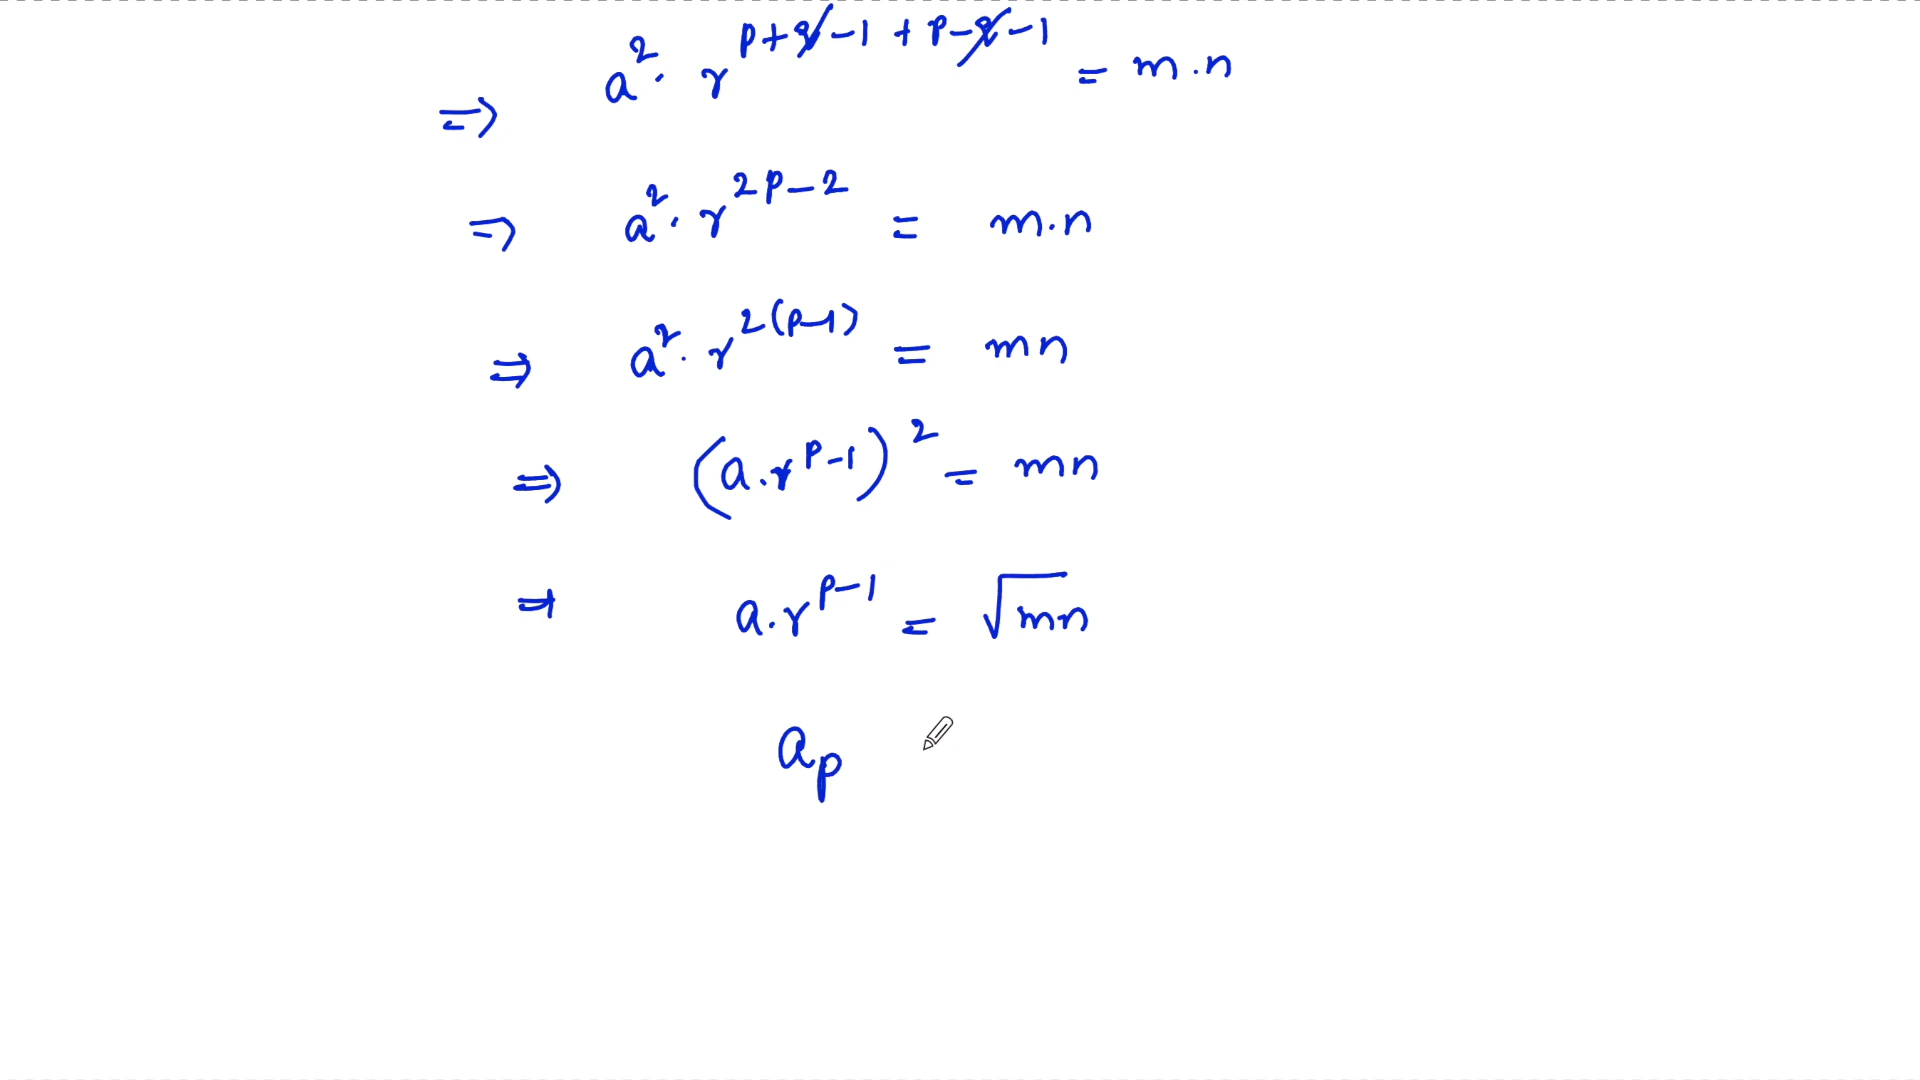 ⇒ a². r^(p+q-1+p-q-1) = m.n
⇒ a². r^(2p-2) = m.n
⇒ a². r^(2(p-1)) = mn
⇒ (a.r^(p-1))² = mn
⇒ a.r^(p-1) = √mn
a_p